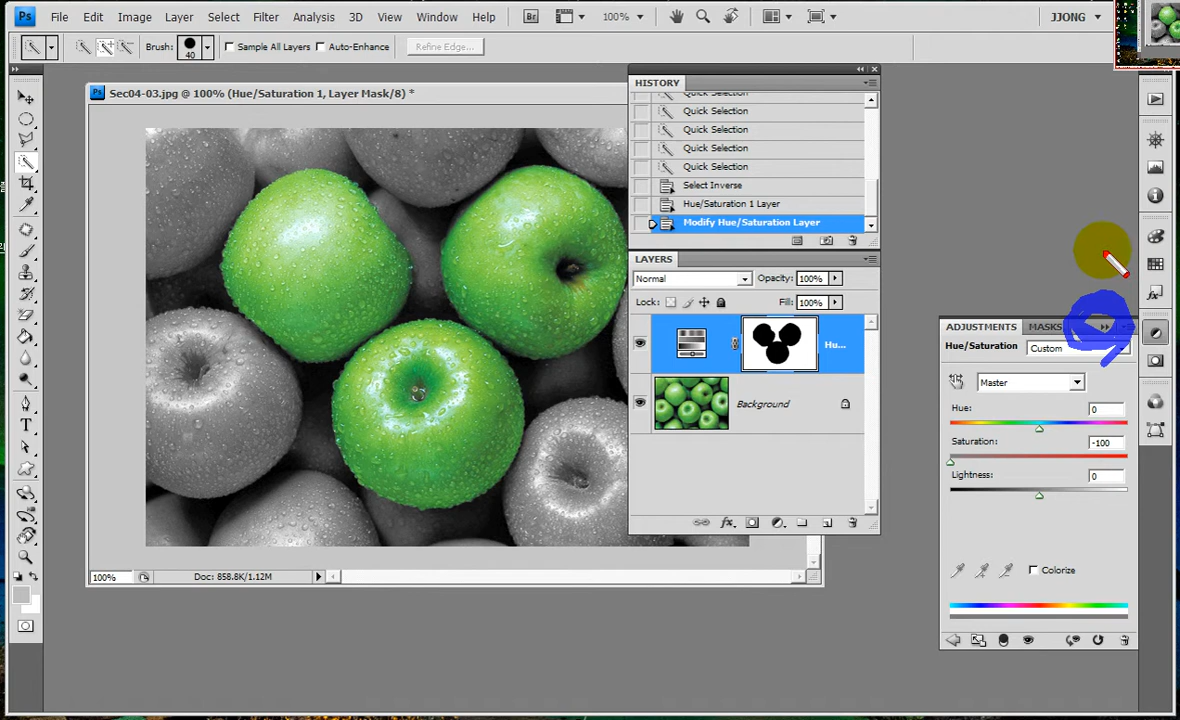 Ps File Edit Image Layer Select Filter Analysis 3D View Window Help Br 100% JJONG
Brush: 40 Sample All Layers Auto-Enhance Refine Edge...
Ps Sec04-03.jpg @ 100% (Hue/Saturation 1, Layer Mask/8) *
100% Doc: 858.8K/1.12M
HISTORY
Quick Selection
Quick Selection
Quick Selection
Quick Selection
Quick Selection
Select Inverse
Hue/Saturation 1 Layer
Modify Hue/Saturation Layer
LAYERS
Normal Opacity: 100%
Lock: Fill: 100%
Hu...
Background
ADJUSTMENTS MASKS
Hue/Saturation Custom
Master
Hue: 0
Saturation: -100
Lightness: 0
Colorize